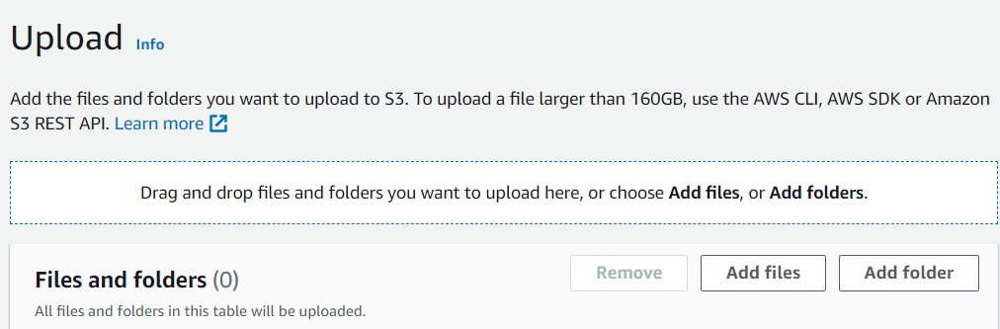 Upload Info
Add the files and folders you want to upload to S3. To upload a file larger than 160GB, use the AWS CLI, AWS SDK or Amazon
S3 REST API. Learn more
Drag and drop files and folders you want to upload here, or choose Add files, or Add folders.
Files and folders (0) Remove Add files Add folder
All files and folders in this table will be uploaded.